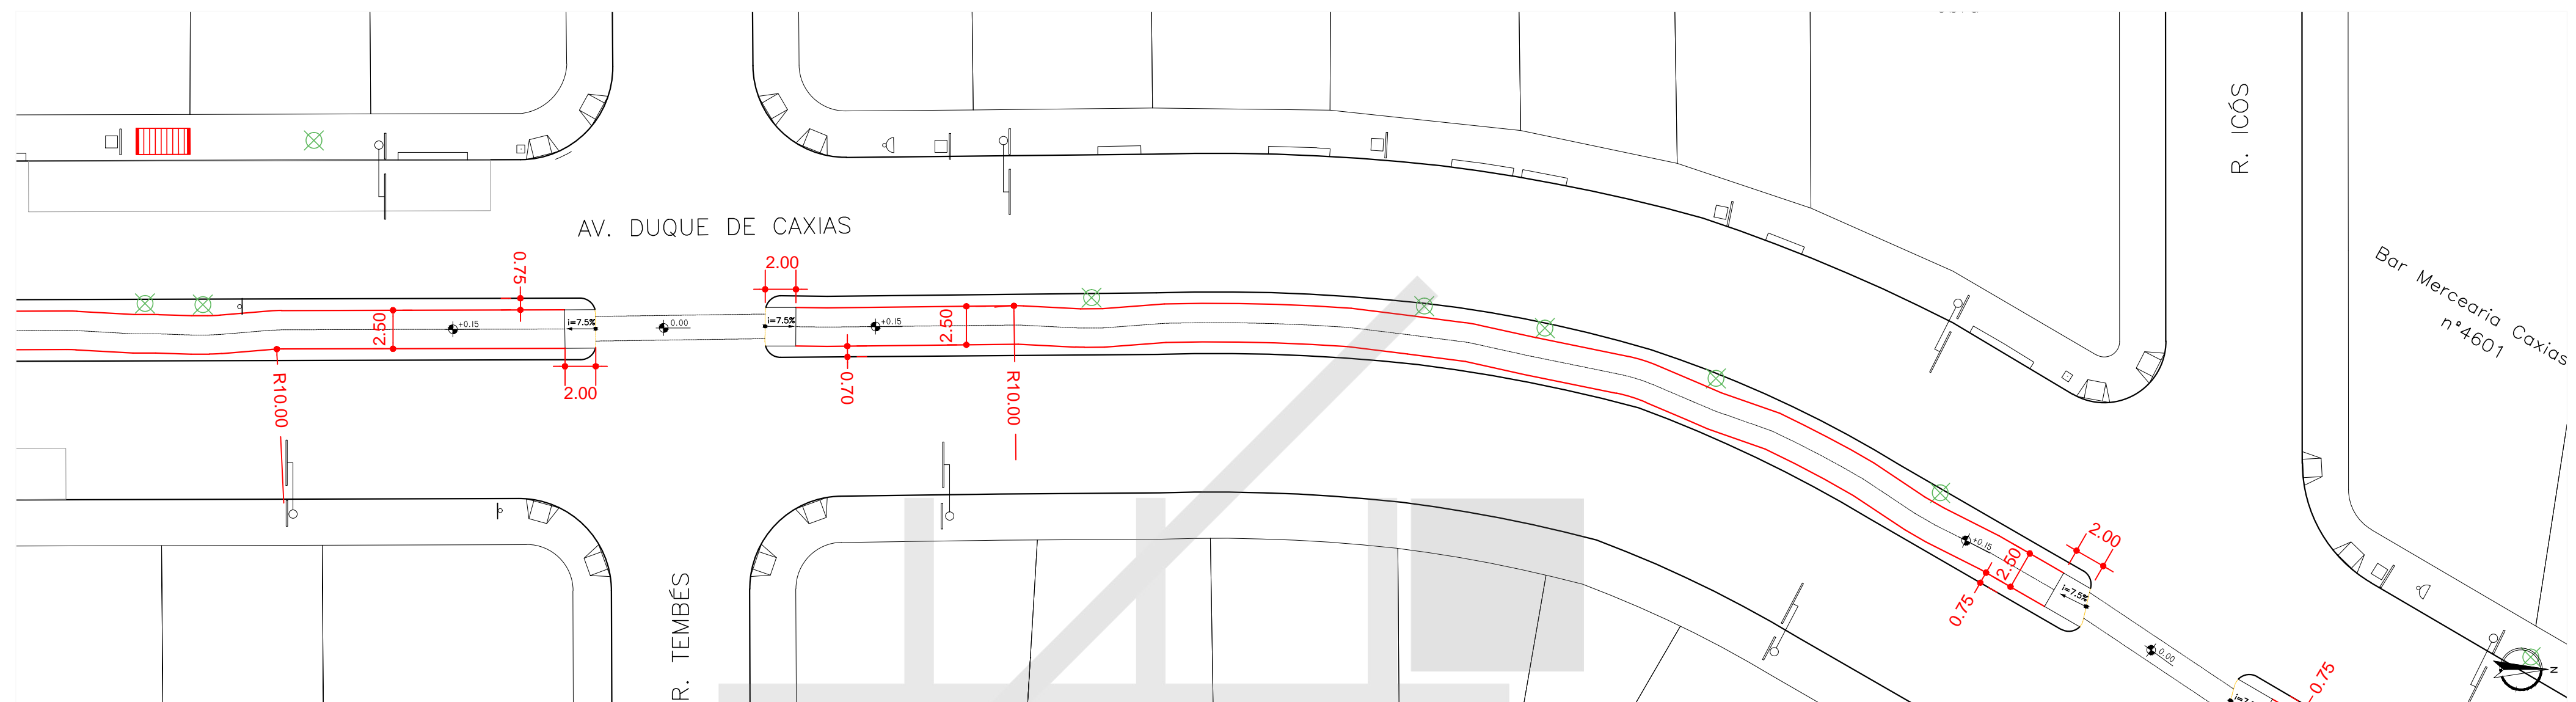 R. ICÓS
AV. DUQUE DE CAXIAS
Bar Mercearia Caxias
n°4601
0.75
2.00
2.50
+0.15
i=7.5%
0.00
i=7.5%
+0.15
2.50
R10.00
2.00
0.70
R10.00
R. TEMBÉS
+0.15
2.50
0.75
2.00
i=7.5%
0.00
0.75
N